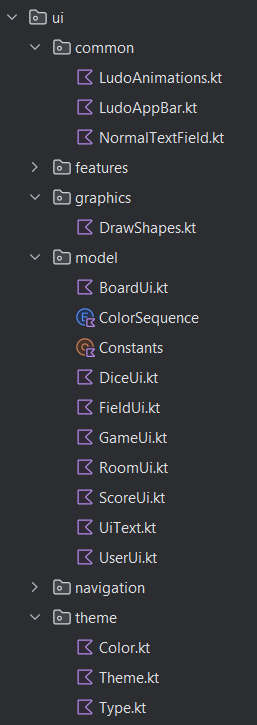 ui
common
LudoAnimations.kt
LudoAppBar.kt
NormalTextField.kt
features
graphics
DrawShapes.kt
model
BoardUi.kt
ColorSequence
Constants
DiceUi.kt
FieldUi.kt
GameUi.kt
RoomUi.kt
ScoreUi.kt
UiText.kt
UserUi.kt
navigation
theme
Color.kt
Theme.kt
Type.kt